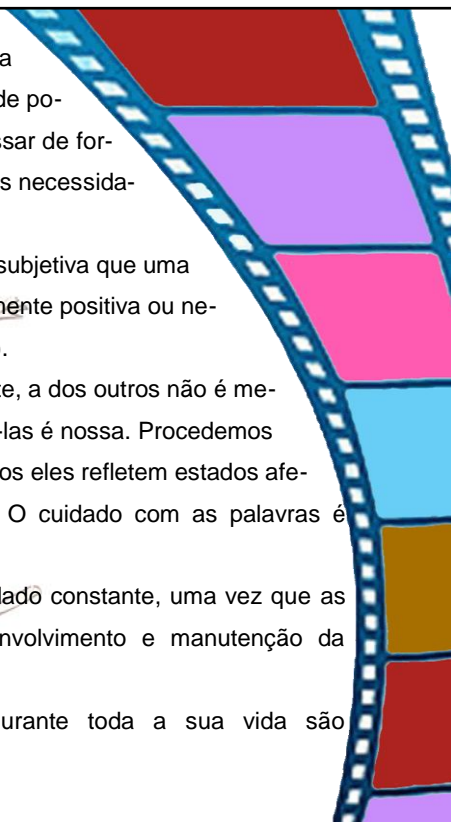 a
de po-
ssar de for-
s necessida-
subjetiva que uma
mente positiva ou ne-
.
te, a dos outros não é me-
-las é nossa. Procedemos
os eles refletem estados afe-
O cuidado com as palavras é
dado constante, uma vez que as
nvolvimento e manutenção da
urante toda a sua vida são